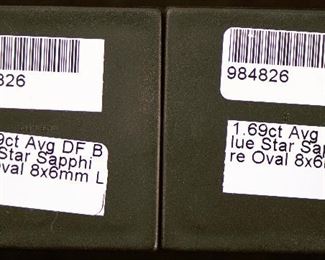 826
9ct Avg DF B
Star Sapphi
Oval 8x6mm L
984826
1.69ct Avg
lue Star Sap
re Oval 8x6